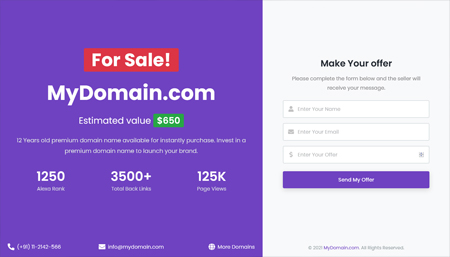 For Sale!
MyDomain.com
Estimated value $650
12 Years old premium domain name available for instantly purchase. Invest in a
premium domain name to launch your brand.
1250
Alexa Rank
3500+
Total Back Links
125K
Page Views
(+91) 11-2142-566
info@mydomain.com
More Domains
Make Your offer
Please complete the form below and the seller will
receive your message.
Enter Your Name
Enter Your Email
$ Enter Your Offer
Send My Offer
© 2021 MyDomain.com. All Rights Reserved.